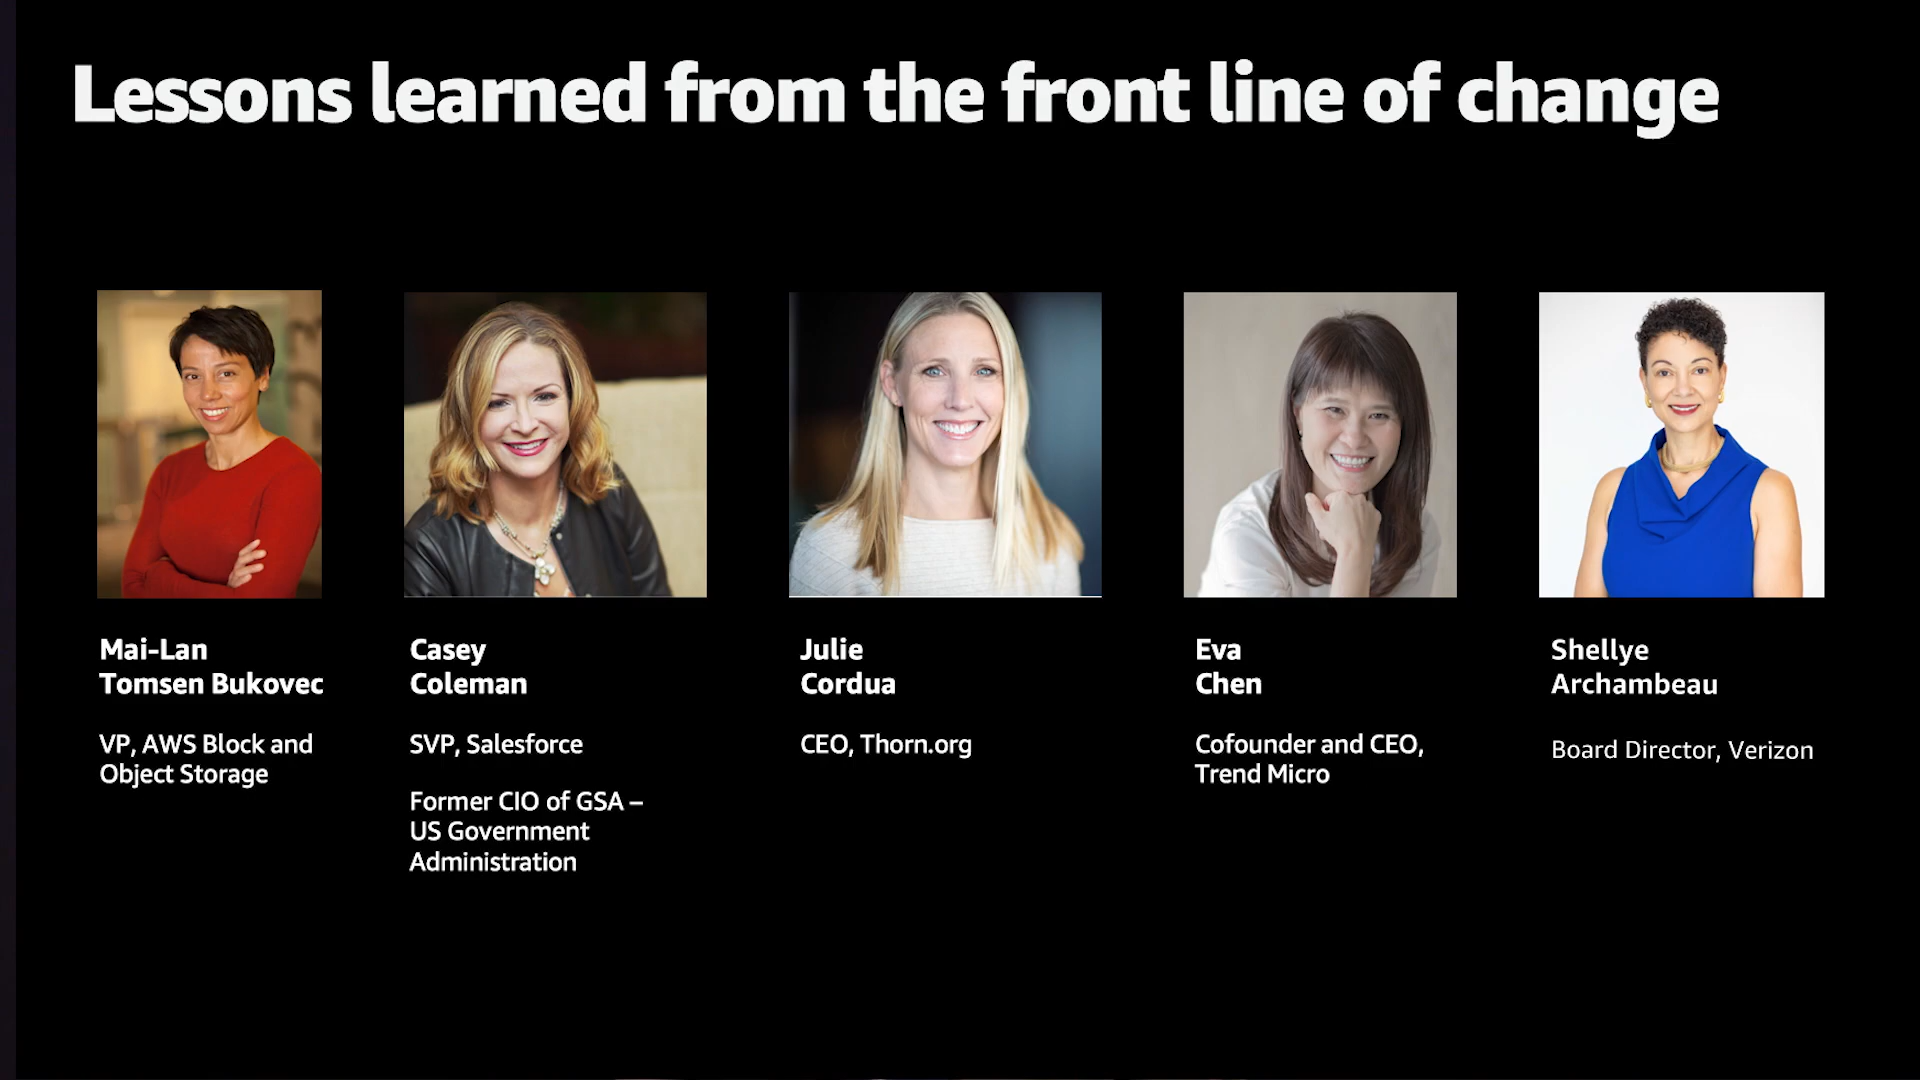 Lessons learned from the front line of change
Mai-Lan
Tomsen Bukovec
VP, AWS Block and
Object Storage
Casey
Coleman
SVP, Salesforce
Former CIO of GSA –
US Government
Administration
Julie
Cordua
CEO, Thorn.org
Eva
Chen
Cofounder and CEO,
Trend Micro
Shellye
Archambeau
Board Director, Verizon